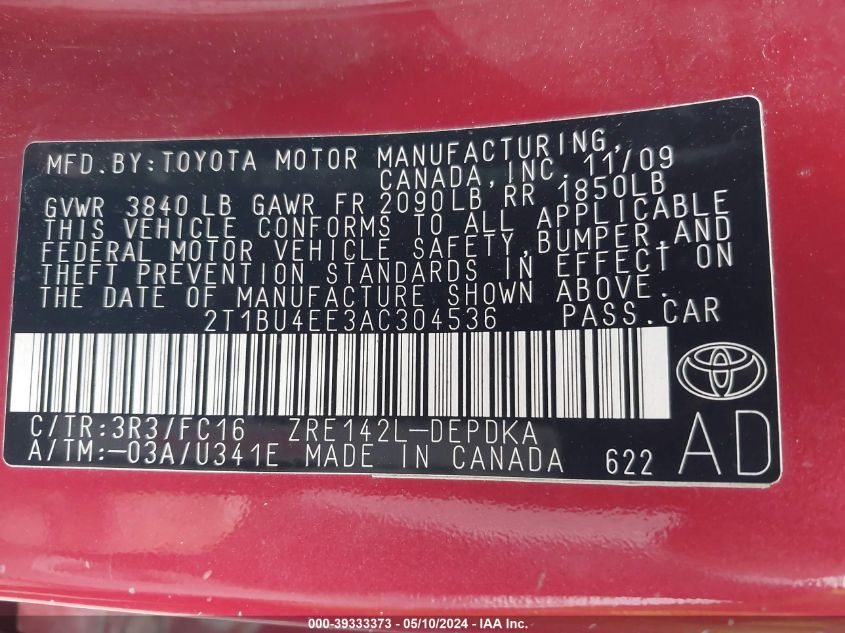 MFD.BY:TOYOTA MOTOR MANUFACTURING,
CANADA,INC. 11/09
GVWR 3840LB GAWR FR 2090LB RR 1850LB
THIS VEHICLE CONFORMS TO ALL APPLICABLE
FEDERAL MOTOR VEHICLE SAFETY,BUMPER,AND
THEFT PREVENTION STANDARDS IN EFFECT ON
THE DATE OF MANUFACTURE SHOWN ABOVE.
2T1BU4EE3AC304536 PASS.CAR
C/TR:3R3/FC16 ZRE142L-DEPDKA
A/TM:-03A/U341E MADE IN CANADA 622 AD
000-39333373 - 05/10/2024 - IAA Inc.